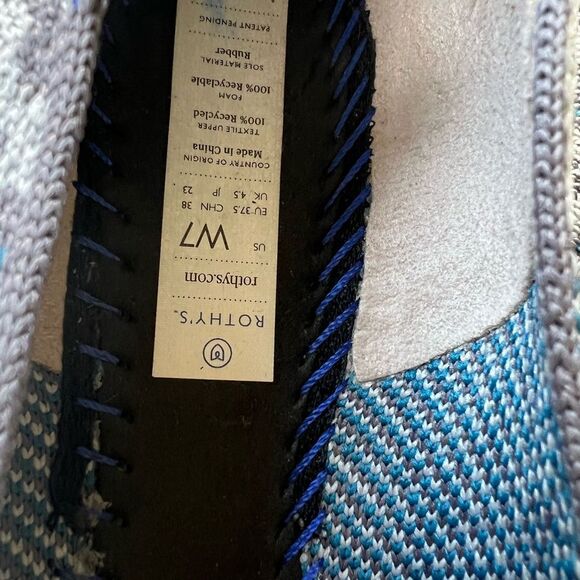 ROTHY'S
rothys.com
US W7
EU 37.5 CHN 38
UK 4.5 JP 23
COUNTRY OF ORIGIN
Made in China
TEXTILE UPPER
100% Recycled
FOAM
100% Recyclable
SOLE MATERIAL
Rubber
PATENT PENDING